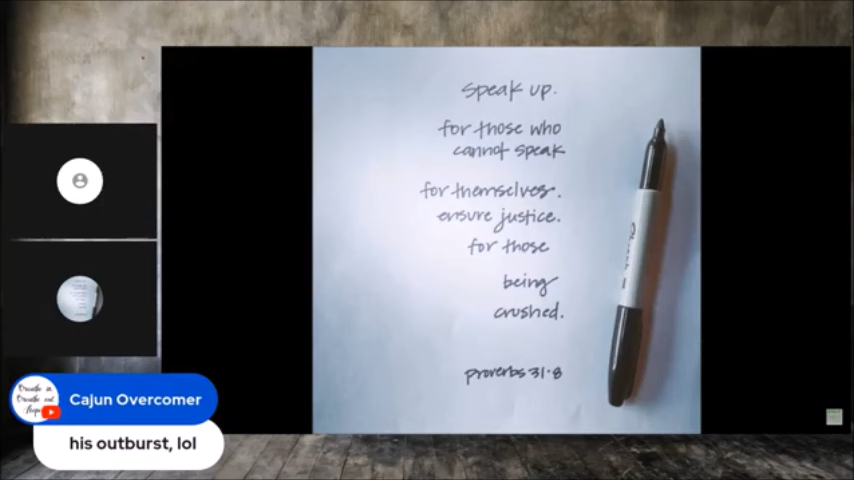 speak up.
for those who
cannot speak
for themselves.
ensure justice.
for those
being
crushed.
proverbs 31·8
Cajun Overcomer
his outburst, lol